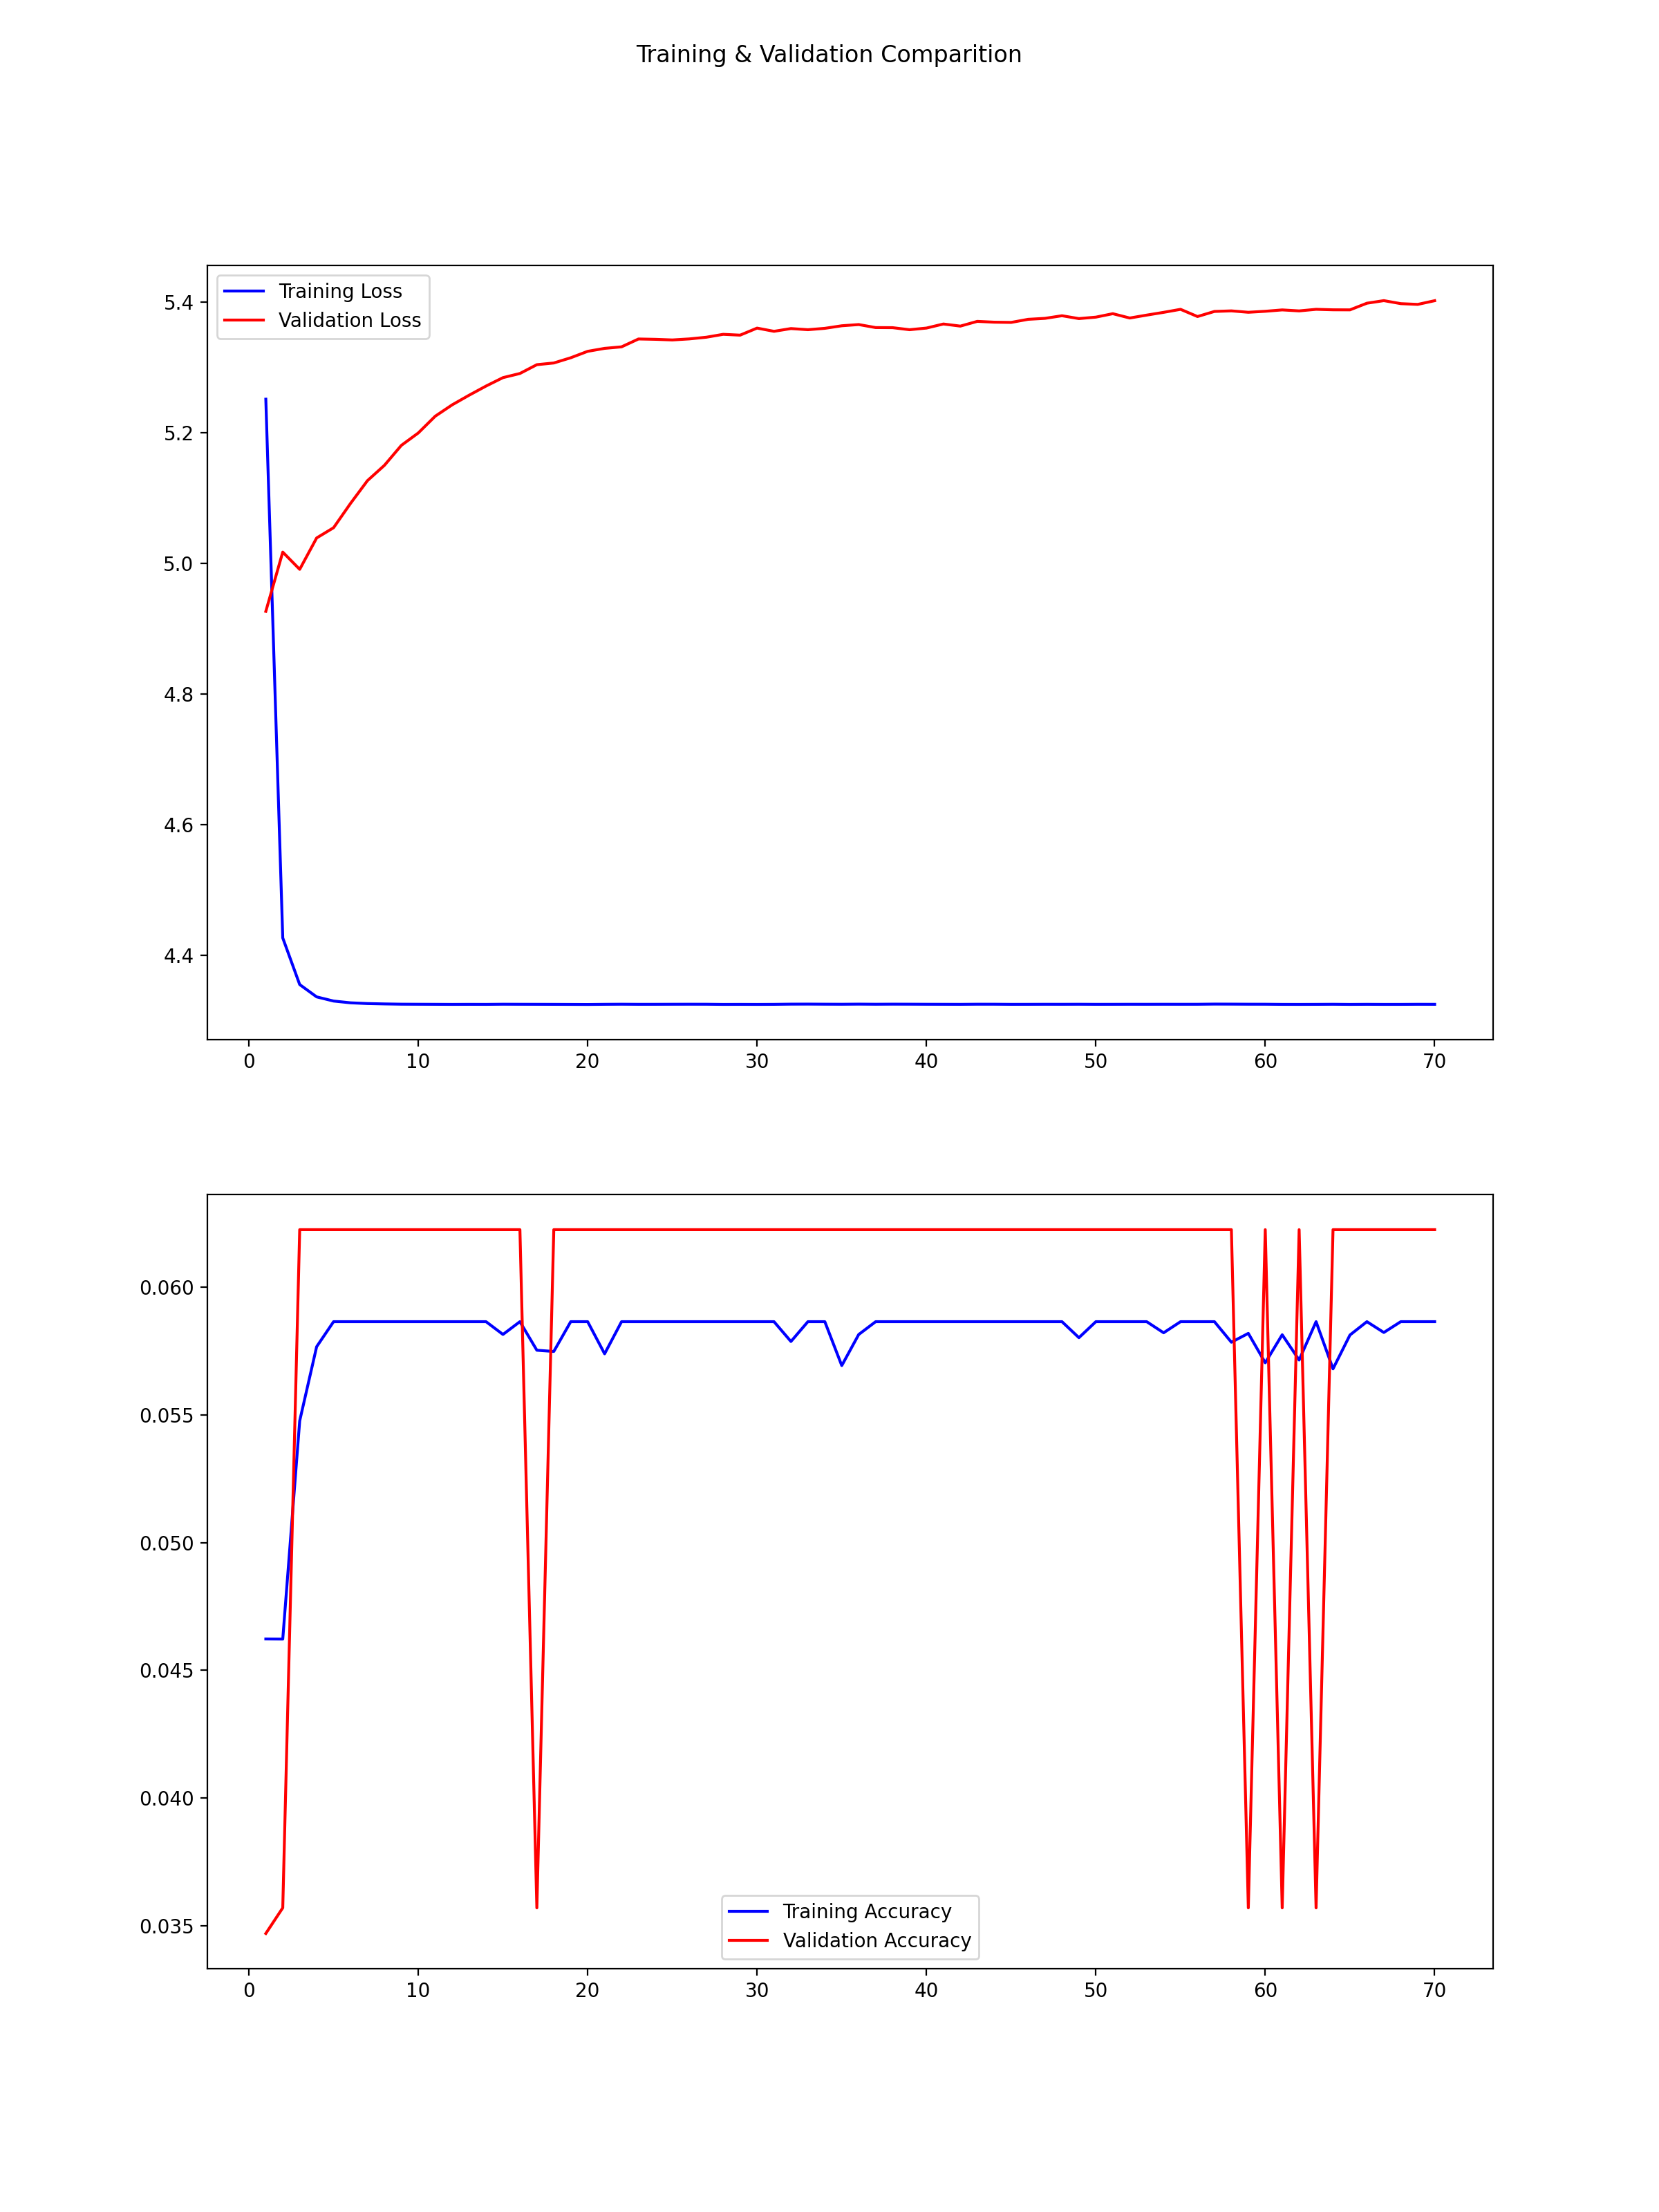 Training & Validation Comparition
Training Loss
Validation Loss
5.4
5.2
5.0
4.8
4.6
4.4
0 10 20 30 40 50 60 70
0.060
0.055
0.050
0.045
0.040
0.035
Training Accuracy
Validation Accuracy
0 10 20 30 40 50 60 70